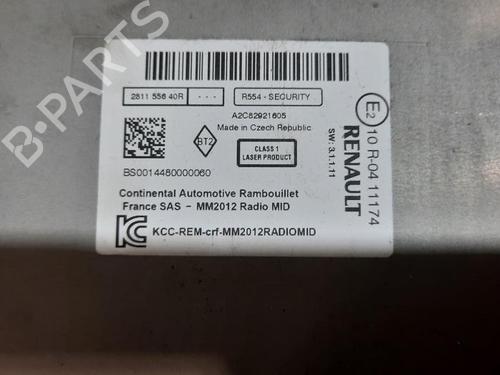 2811 556 40R
- - -
R554 - SECURITY
A2C82921605
Made in Czech Republic
BT2
CLASS 1
LASER PRODUCT
BS0014480000060
Continental Automotive Rambouillet
France SAS - MM2012 Radio MID
KCC-REM-crf-MM2012RADIOMID
E2
10 R-04 11174
RENAULT
SW: 3.1.1.11